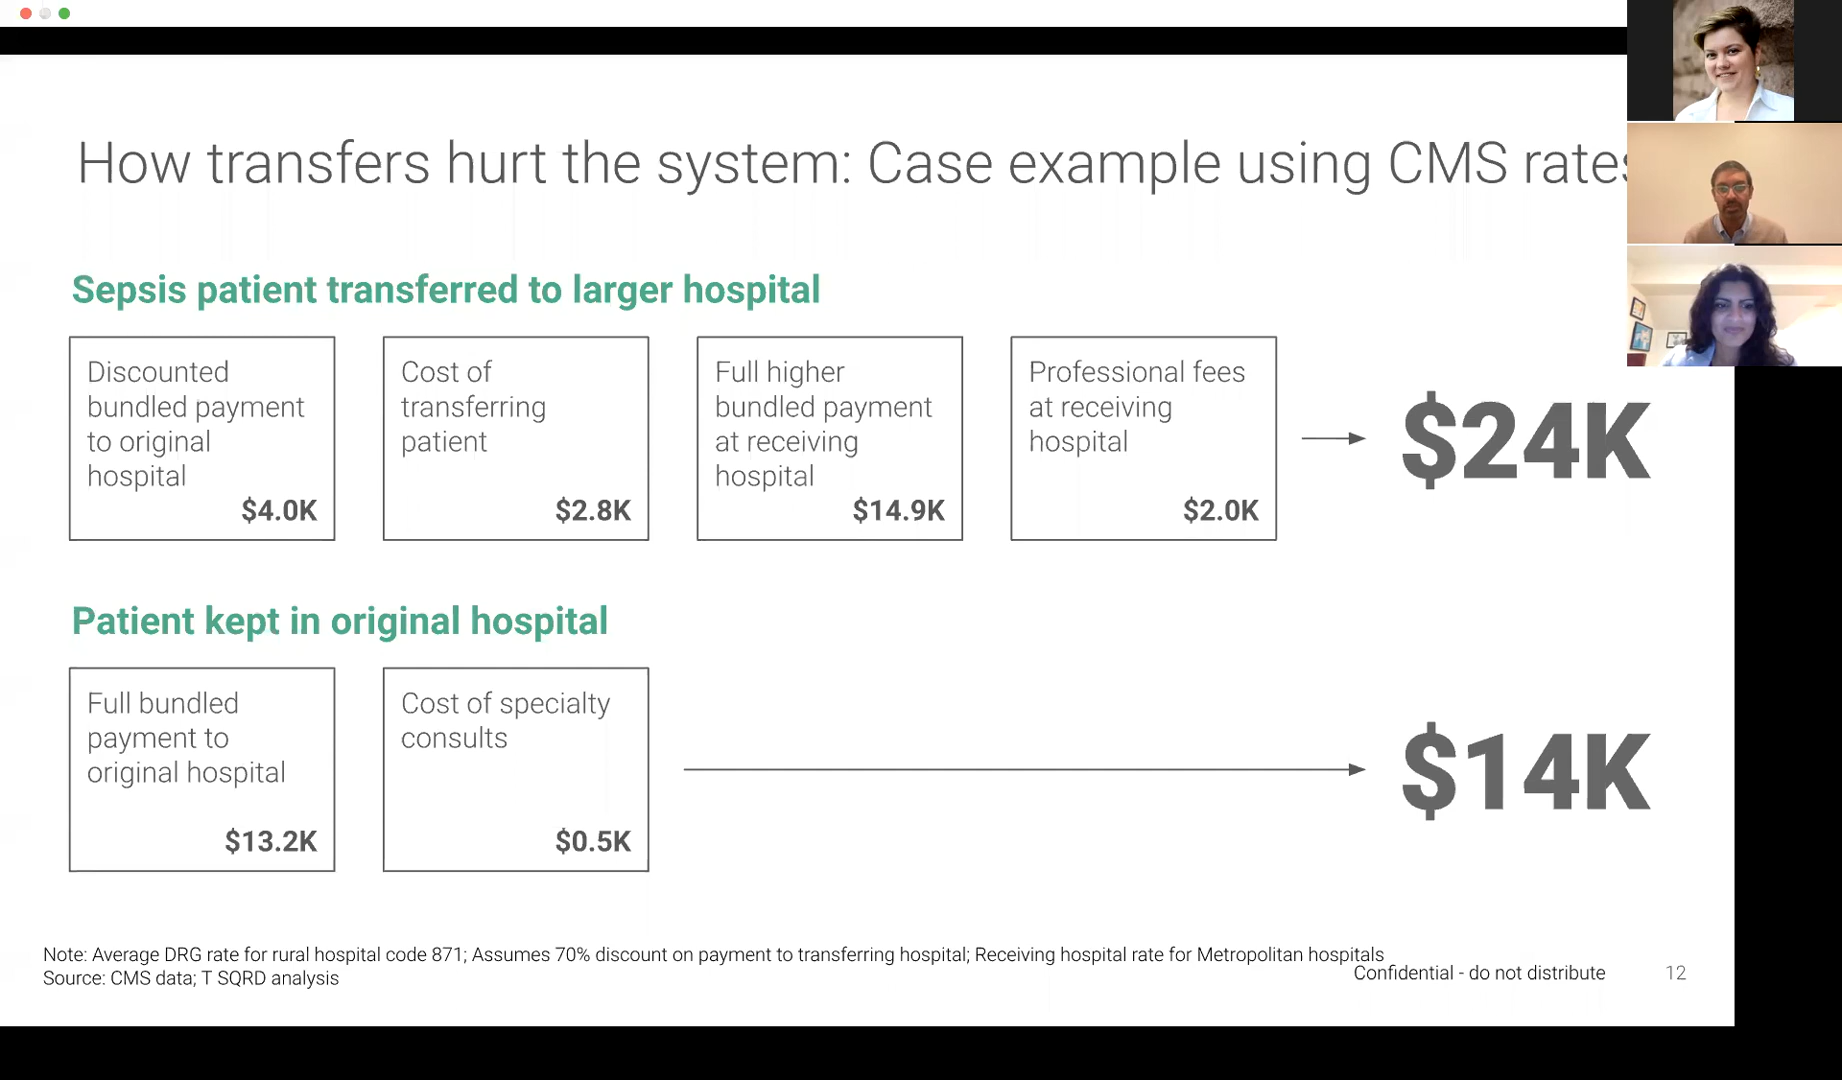 How transfers hurt the system: Case example using CMS rates
Sepsis patient transferred to larger hospital
Discounted
bundled payment
to original
hospital
$4.0K
Cost of
transferring
patient
$2.8K
Full higher
bundled payment
at receiving
hospital
$14.9K
Professional fees
at receiving
hospital
$2.0K
$24K
Patient kept in original hospital
Full bundled
payment to
original hospital
$13.2K
Cost of specialty
consults
$0.5K
$14K
Note: Average DRG rate for rural hospital code 871; Assumes 70% discount on payment to transferring hospital; Receiving hospital rate for Metropolitan hospitals
Source: CMS data; T SQRD analysis
Confidential - do not distribute
12